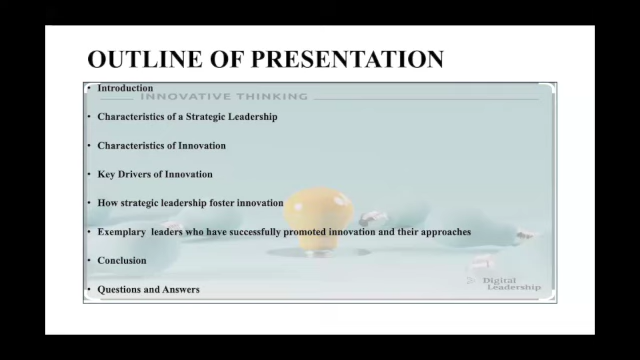 OUTLINE OF PRESENTATION
• Introduction
INNOVATIVE THINKING
• Characteristics of a Strategic Leadership
• Characteristics of Innovation
• Key Drivers of Innovation
• How strategic leadership foster innovation
• Exemplary leaders who have successfully promoted innovation and their approaches
• Conclusion
Digital
Leadership
• Questions and Answers